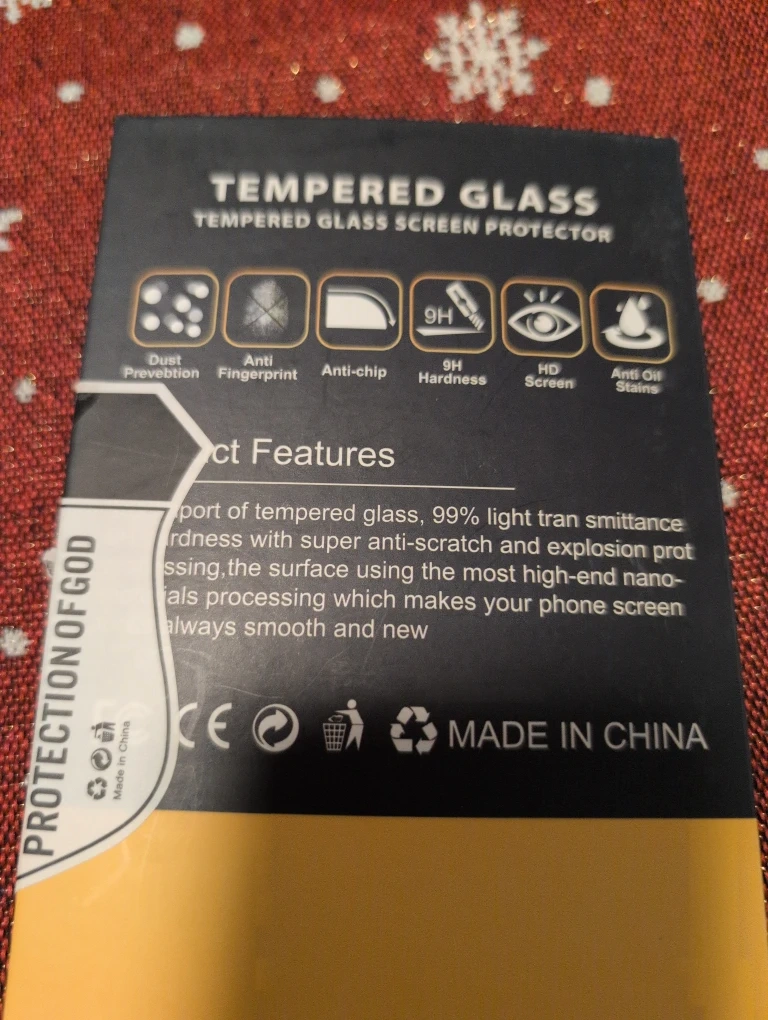 TEMPERED GLASS
TEMPERED GLASS SCREEN PROTECTOR
Dust Prevebtion
Anti Fingerprint
Anti-chip
9H
9H Hardness
HD Screen
Anti Oil Stains
ct Features
port of tempered glass, 99% light tran smittance
rdness with super anti-scratch and explosion prot
ssing,the surface using the most high-end nano-
ials processing which makes your phone screen
always smooth and new
CE
MADE IN CHINA
PROTECTIONOFGOD
Made in China